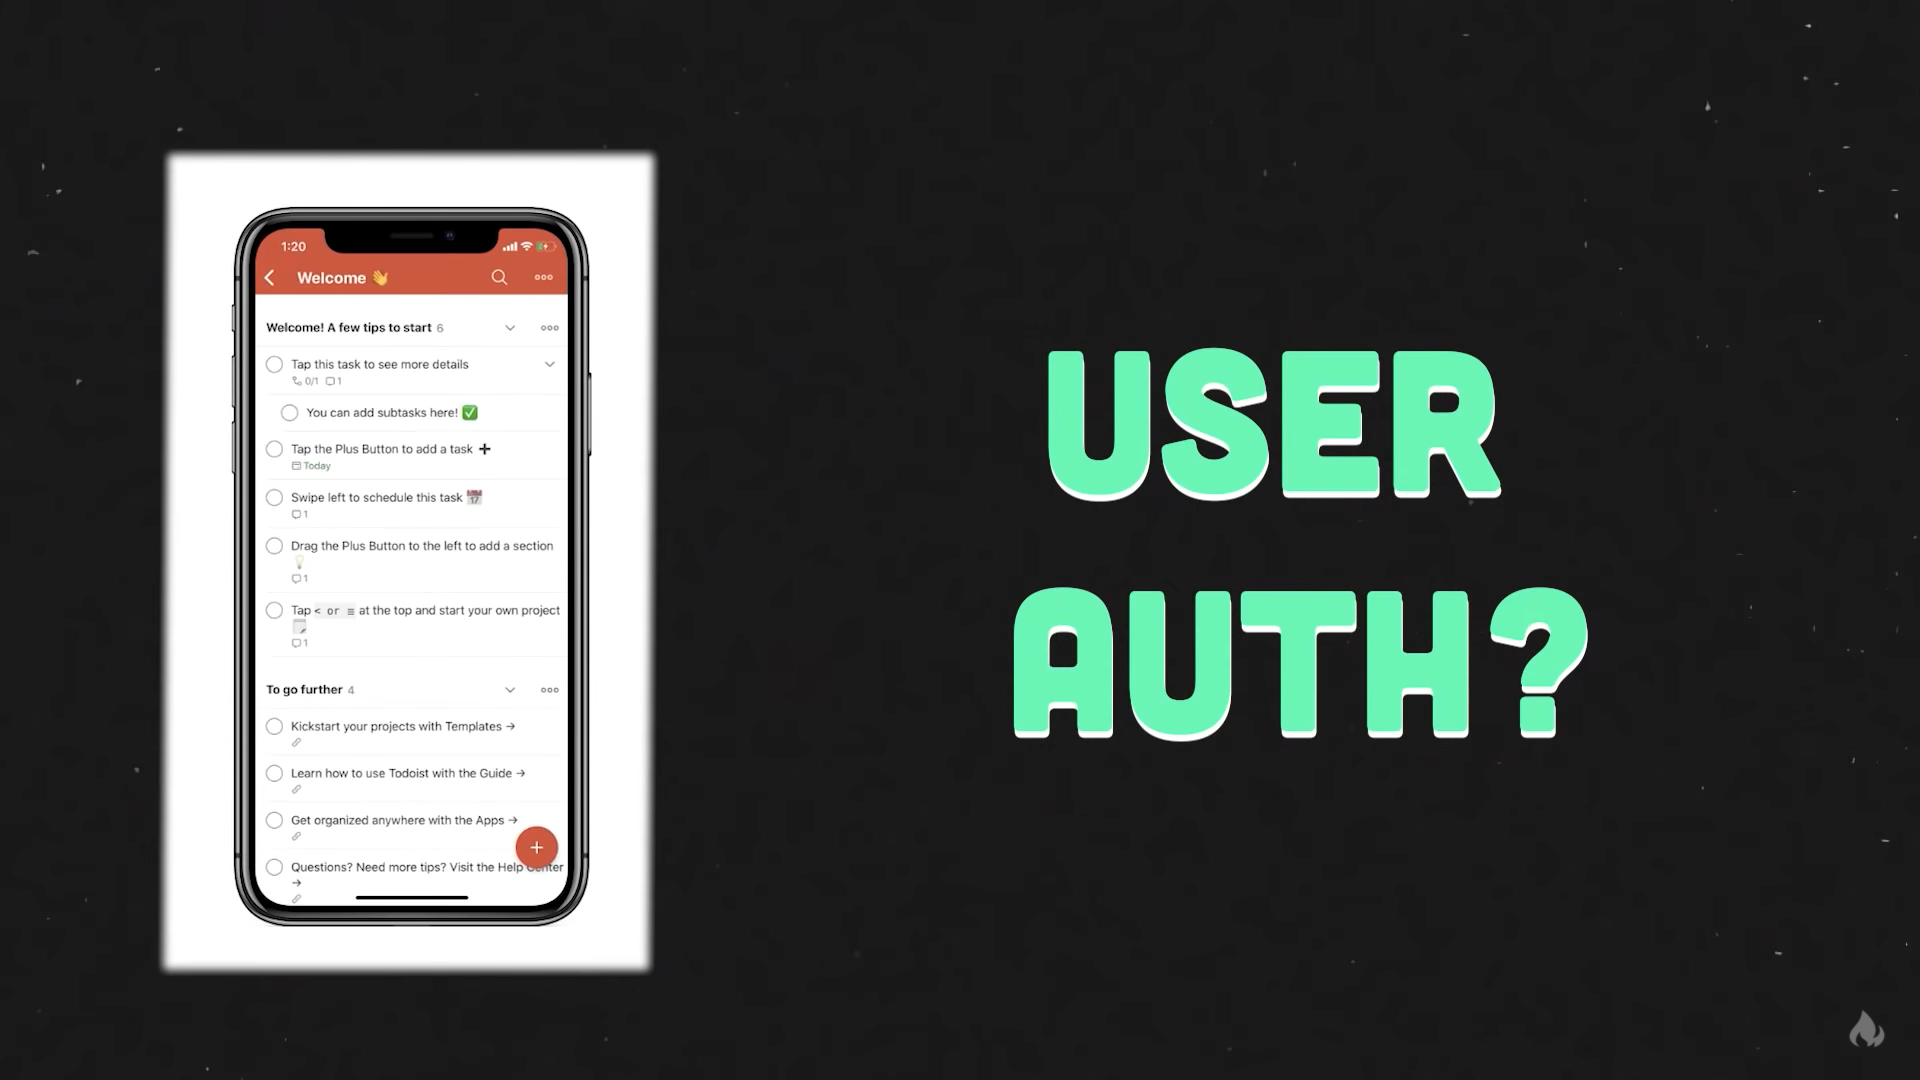 1:20
Welcome 👋
Welcome! A few tips to start 6
Tap this task to see more details
0/1 1
You can add subtasks here! ✅
Tap the Plus Button to add a task ➕
Today
Swipe left to schedule this task 📅
1
Drag the Plus Button to the left to add a section
💡
1
Tap < or ≡ at the top and start your own project
1
To go further 4
Kickstart your projects with Templates →
Learn how to use Todoist with the Guide →
Get organized anywhere with the Apps →
Questions? Need more tips? Visit the Help Center
→
USER
AUTH?